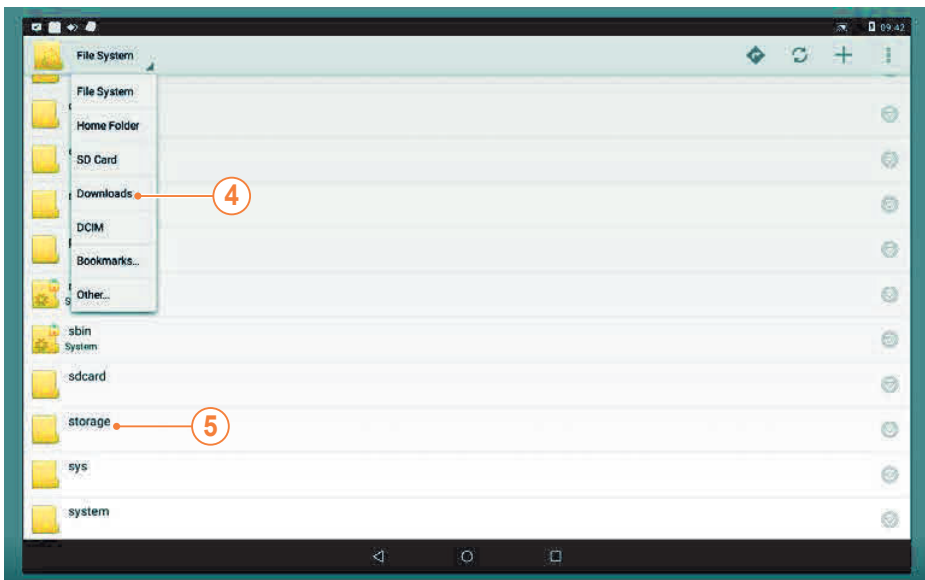 09:42
File System
File System
Home Folder
SD Card
Downloads
4
DCIM
Bookmarks...
Other...
sbin
System
sdcard
storage
5
sys
system